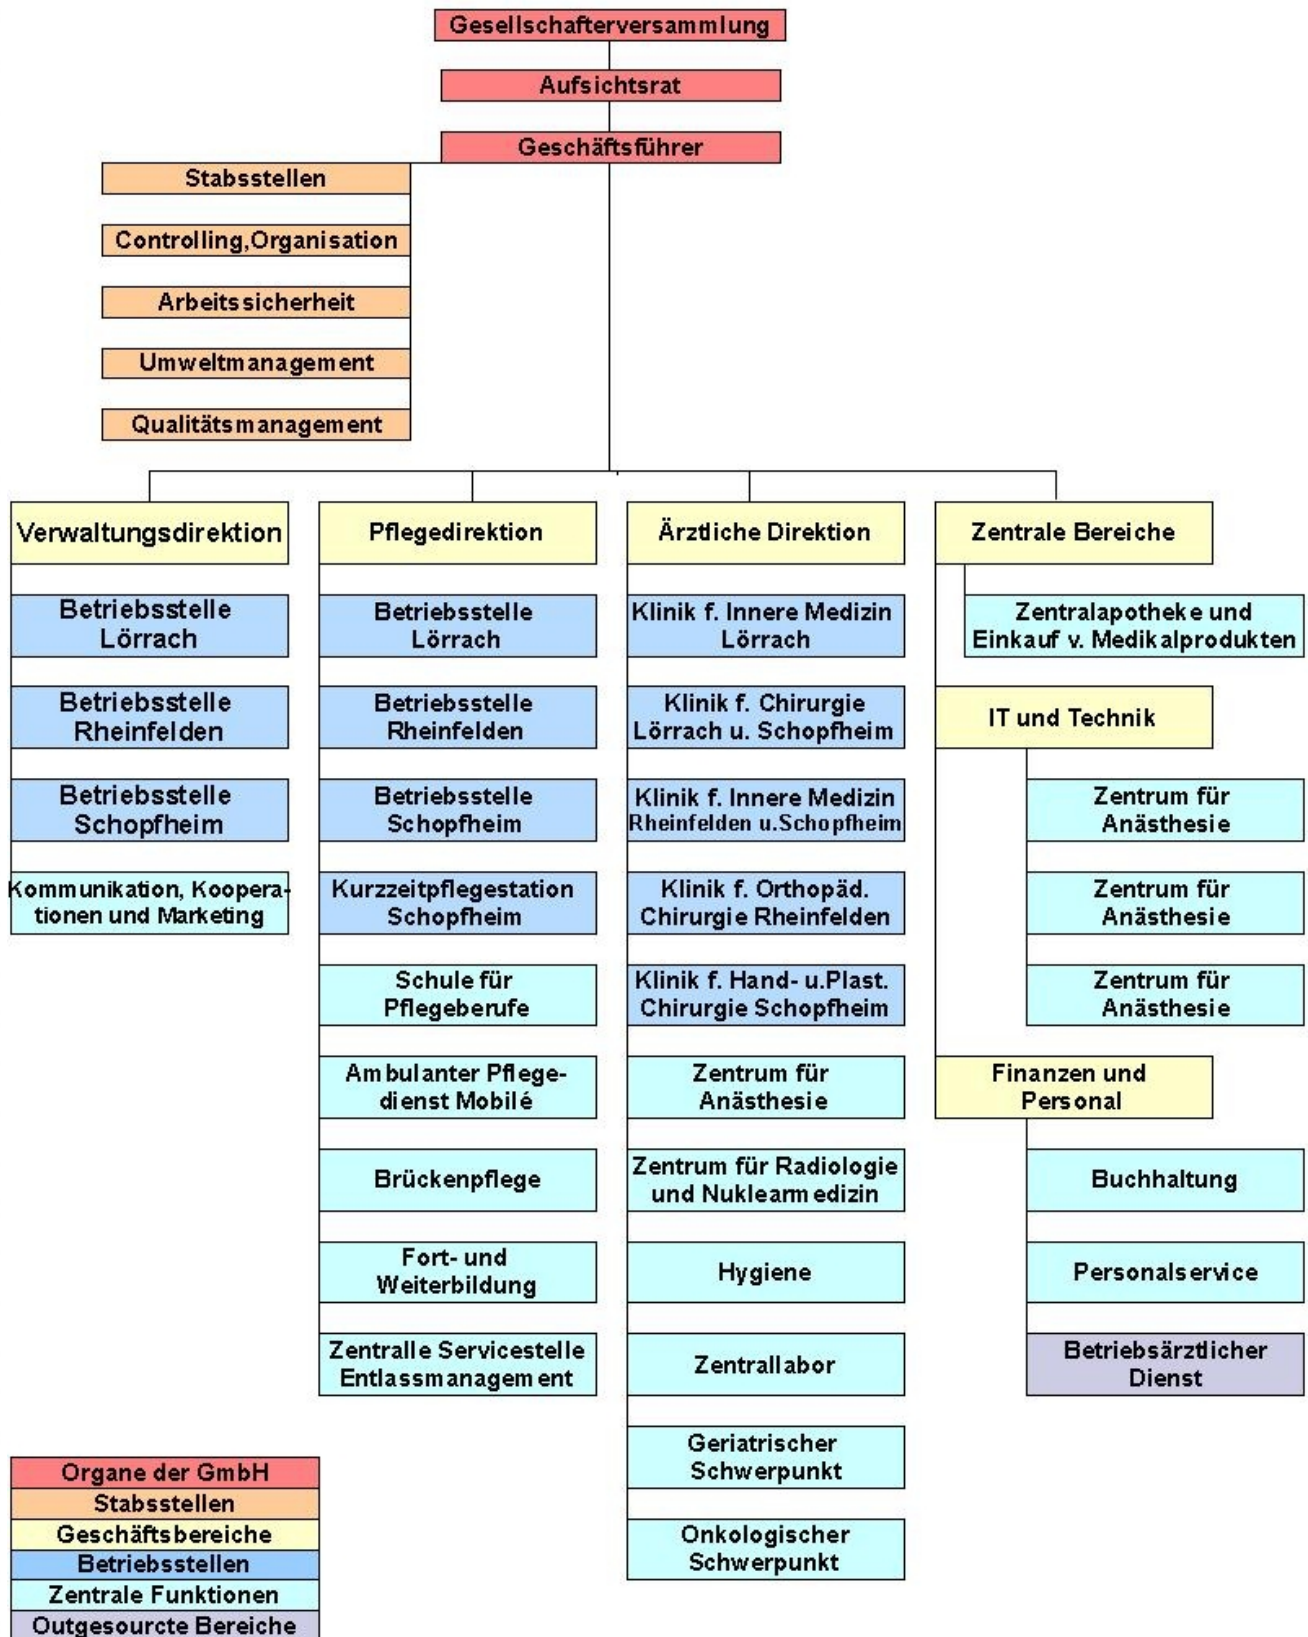 Gesellschafterversammlung
Aufsichtsrat
Geschäftsführer
Stabsstellen
Controlling,Organisation
Arbeitssicherheit
Umweltmanagement
Qualitätsmanagement
Verwaltungsdirektion
Betriebsstelle
Lörrach
Betriebsstelle
Rheinfelden
Betriebsstelle
Schopfheim
Kommunikation, Koopera-
tionen und Marketing
Pflegedirektion
Betriebsstelle
Lörrach
Betriebsstelle
Rheinfelden
Betriebsstelle
Schopfheim
Kurzzeitpflegestation
Schopfheim
Schule für
Pflegeberufe
Ambulanter Pflege-
dienst Mobilé
Brückenpflege
Fort- und
Weiterbildung
Zentralle Servicestelle
Entlassmanagement
Ärztliche Direktion
Klinik f. Innere Medizin
Lörrach
Klinik f. Chirurgie
Lörrach u. Schopfheim
Klinik f. Innere Medizin
Rheinfelden u.Schopfheim
Klinik f. Orthopäd.
Chirurgie Rheinfelden
Klinik f. Hand- u.Plast.
Chirurgie Schopfheim
Zentrum für
Anästhesie
Zentrum für Radiologie
und Nuklearmedizin
Hygiene
Zentrallabor
Geriatrischer
Schwerpunkt
Onkologischer
Schwerpunkt
Zentrale Bereiche
Zentralapotheke und
Einkauf v. Medikalprodukten
IT und Technik
Zentrum für
Anästhesie
Zentrum für
Anästhesie
Zentrum für
Anästhesie
Finanzen und
Personal
Buchhaltung
Personalservice
Betriebsärztlicher
Dienst
Organe der GmbH
Stabsstellen
Geschäftsbereiche
Betriebsstellen
Zentrale Funktionen
Outgesourcte Bereiche